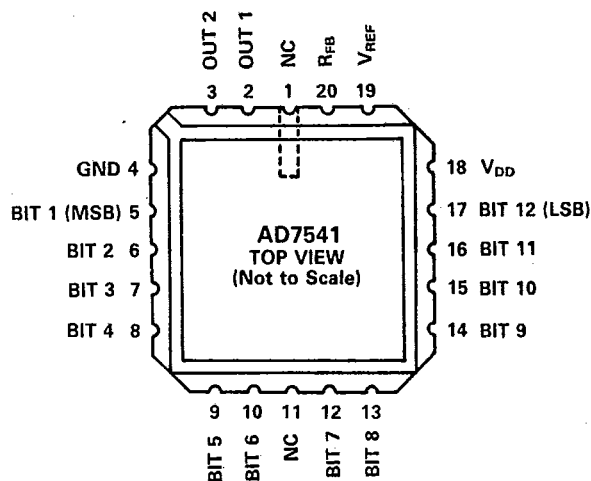 OUT 2
OUT 1
NC
RFB
VREF
3 2 1 20 19
GND 4
BIT 1 (MSB) 5
BIT 2 6
BIT 3 7
BIT 4 8
AD7541
TOP VIEW
(Not to Scale)
18 VDD
17 BIT 12 (LSB)
16 BIT 11
15 BIT 10
14 BIT 9
9 10 11 12 13
BIT 5
BIT 6
NC
BIT 7
BIT 8